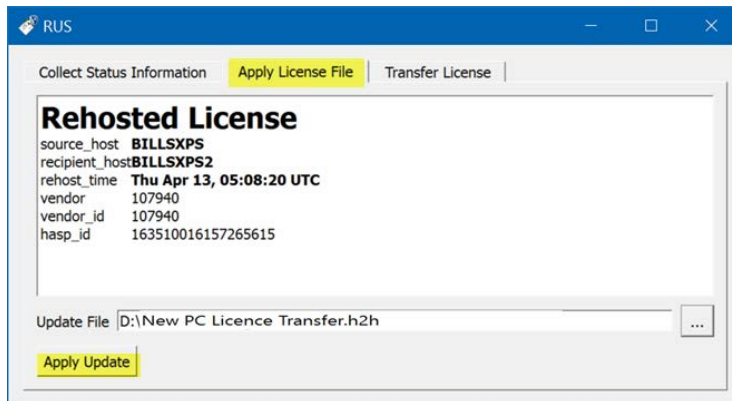 RUS
Collect Status Information Apply License File Transfer License
Rehosted License
source_host BILLSXPS
recipient_hostBILLSXPS2
rehost_time Thu Apr 13, 05:08:20 UTC
vendor 107940
vendor_id 107940
hasp_id 163510016157265615
Update File D:\New PC Licence Transfer.h2h ...
Apply Update